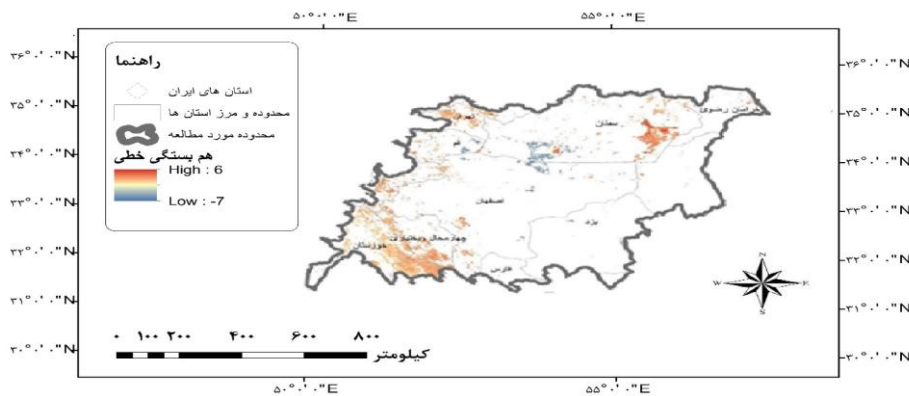 ۵۰°۰'۰"E ۵۵°۰'۰"E
۳۶°۰'۰"N ۳۶°۰'۰"N
۳۵°۰'۰"N ۳۵°۰'۰"N
۳۴°۰'۰"N ۳۴°۰'۰"N
۳۳°۰'۰"N ۳۳°۰'۰"N
۳۲°۰'۰"N ۳۲°۰'۰"N
۳۱°۰'۰"N ۳۱°۰'۰"N
۳۰°۰'۰"N ۳۰°۰'۰"N
راهنما
استان های ایران
محدوده و مرز استان ها
محدوده مورد مطالعه
هم بستگی خطی
High : 6
Low : -7
خراسان رضوی
سمنان
تهران
قم
اصفهان
یزد
چهارمحال وبختیاری
خوزستان
فارس
N
W E
S
۰ ۱۰۰ ۲۰۰ ۴۰۰ ۶۰۰ ۸۰۰
کیلومتر
۵۰°۰'۰"E ۵۵°۰'۰"E